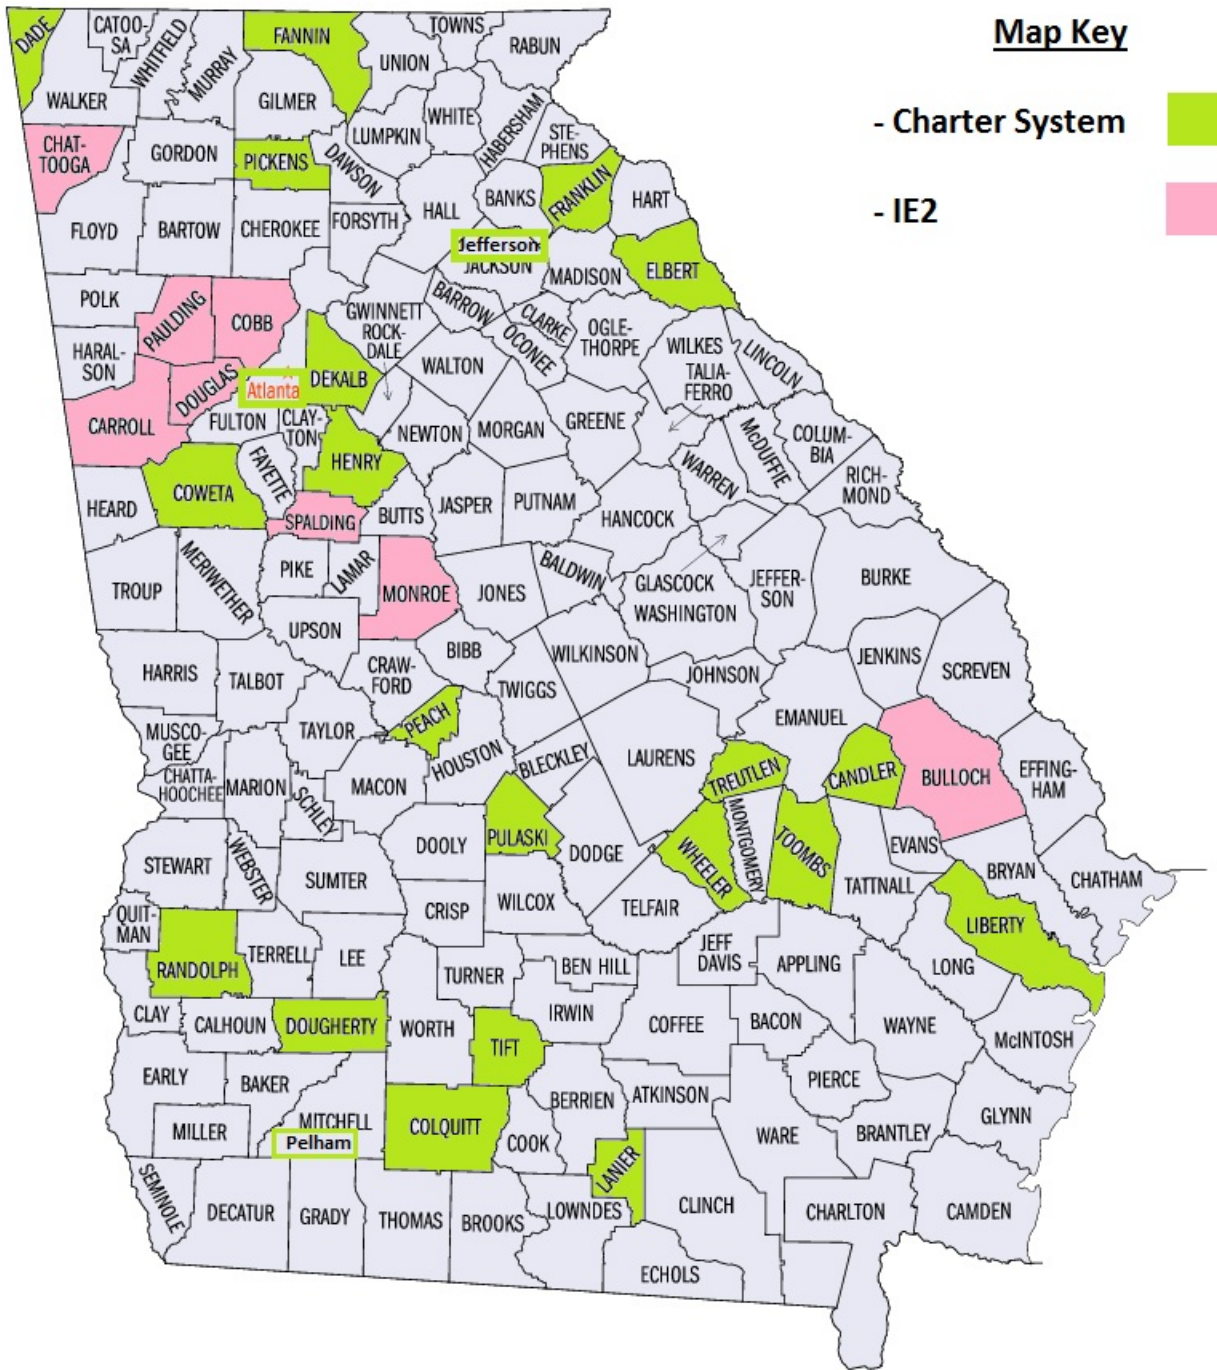 Map Key
- Charter System
- IE2
DADE
CATOO-
SA
WHITFIELD
MURRAY
FANNIN
UNION
TOWNS
RABUN
WALKER
GILMER
LUMPKIN
WHITE
HABERSHAM
STE-
PHENS
CHAT-
TOOGA
GORDON
PICKENS
DAWSON
BANKS
FRANKLIN
HART
FLOYD
BARTOW
CHEROKEE
FORSYTH
HALL
Jefferson
JACKSON
MADISON
ELBERT
POLK
PAULDING
COBB
GWINNETT
BARROW
CLARKE
OCONEE
OGLE-
THORPE
WILKES
LINCOLN
HARAL-
SON
DOUGLAS
Atlanta
DEKALB
ROCK-
DALE
WALTON
TALIA-
FERRO
CARROLL
FULTON
CLAY-
TON
NEWTON
MORGAN
GREENE
McDUFFIE
COLUM-
BIA
WARREN
RICH-
MOND
HEARD
COWETA
FAYETTE
HENRY
SPALDING
BUTTS
JASPER
PUTNAM
HANCOCK
GLASCOCK
TROUP
MERIWETHER
PIKE
LAMAR
MONROE
JONES
BALDWIN
WASHINGTON
JEFFER-
SON
BURKE
UPSON
BIBB
WILKINSON
JENKINS
SCREVEN
HARRIS
TALBOT
CRAW-
FORD
TWIGGS
JOHNSON
EMANUEL
MUSCO-
GEE
TAYLOR
PEACH
HOUSTON
BLECKLEY
LAURENS
TREUTLEN
CANDLER
BULLOCH
EFFING-
HAM
CHATTA-
HOOCHEE
MARION
SCHLEY
MACON
PULASKI
DOOLY
DODGE
WHEELER
MONTGOMERY
TOOMBS
EVANS
BRYAN
CHATHAM
STEWART
WEBSTER
SUMTER
CRISP
WILCOX
TELFAIR
TATTNALL
LIBERTY
QUIT-
MAN
RANDOLPH
TERRELL
LEE
TURNER
BEN HILL
JEFF
DAVIS
APPLING
LONG
CLAY
CALHOUN
DOUGHERTY
WORTH
TIFT
IRWIN
COFFEE
BACON
WAYNE
McINTOSH
EARLY
BAKER
MITCHELL
COLQUITT
BERRIEN
ATKINSON
PIERCE
GLYNN
MILLER
Pelham
COOK
LANIER
WARE
BRANTLEY
SEMINOLE
DECATUR
GRADY
THOMAS
BROOKS
LOWNDES
CLINCH
CHARLTON
CAMDEN
ECHOLS